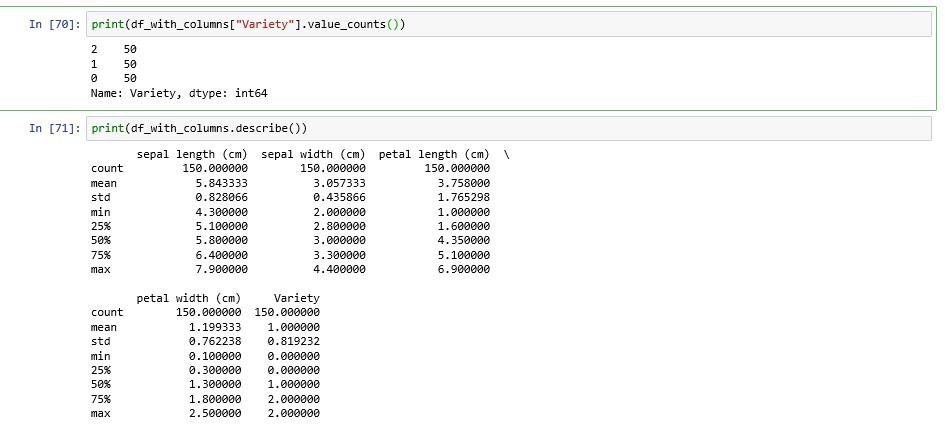 In [70]: print(df_with_columns["Variety"].value_counts())
2    50
1    50
0    50
Name: Variety, dtype: int64
In [71]: print(df_with_columns.describe())
       sepal length (cm)  sepal width (cm)  petal length (cm)  \
count         150.000000        150.000000         150.000000
mean            5.843333          3.057333           3.758000
std             0.828066          0.435866           1.765298
min             4.300000          2.000000           1.000000
25%             5.100000          2.800000           1.600000
50%             5.800000          3.000000           4.350000
75%             6.400000          3.300000           5.100000
max             7.900000          4.400000           6.900000
       petal width (cm)     Variety
count        150.000000  150.000000
mean           1.199333    1.000000
std            0.762238    0.819232
min            0.100000    0.000000
25%            0.300000    0.000000
50%            1.300000    1.000000
75%            1.800000    2.000000
max            2.500000    2.000000